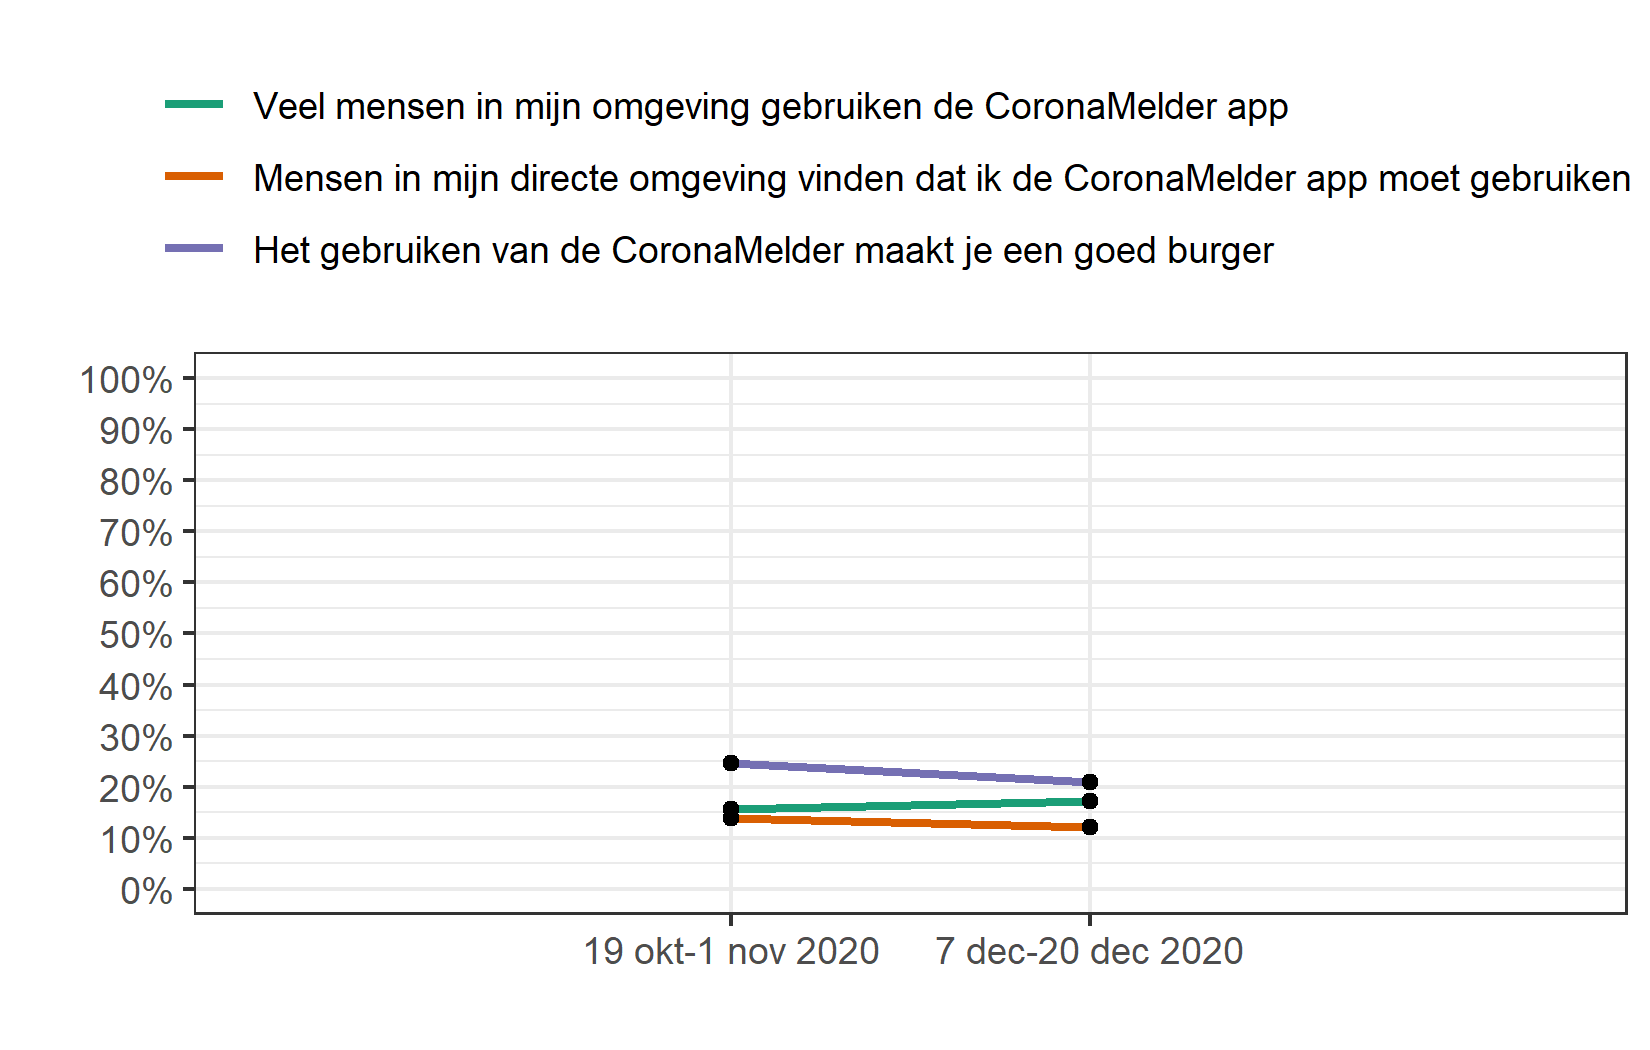 Veel mensen in mijn omgeving gebruiken de CoronaMelder app
Mensen in mijn directe omgeving vinden dat ik de CoronaMelder app moet gebruiken
Het gebruiken van de CoronaMelder maakt je een goed burger
100%
90%
80%
70%
60%
50%
40%
30%
20%
10%
0%
19 okt-1 nov 2020 7 dec-20 dec 2020